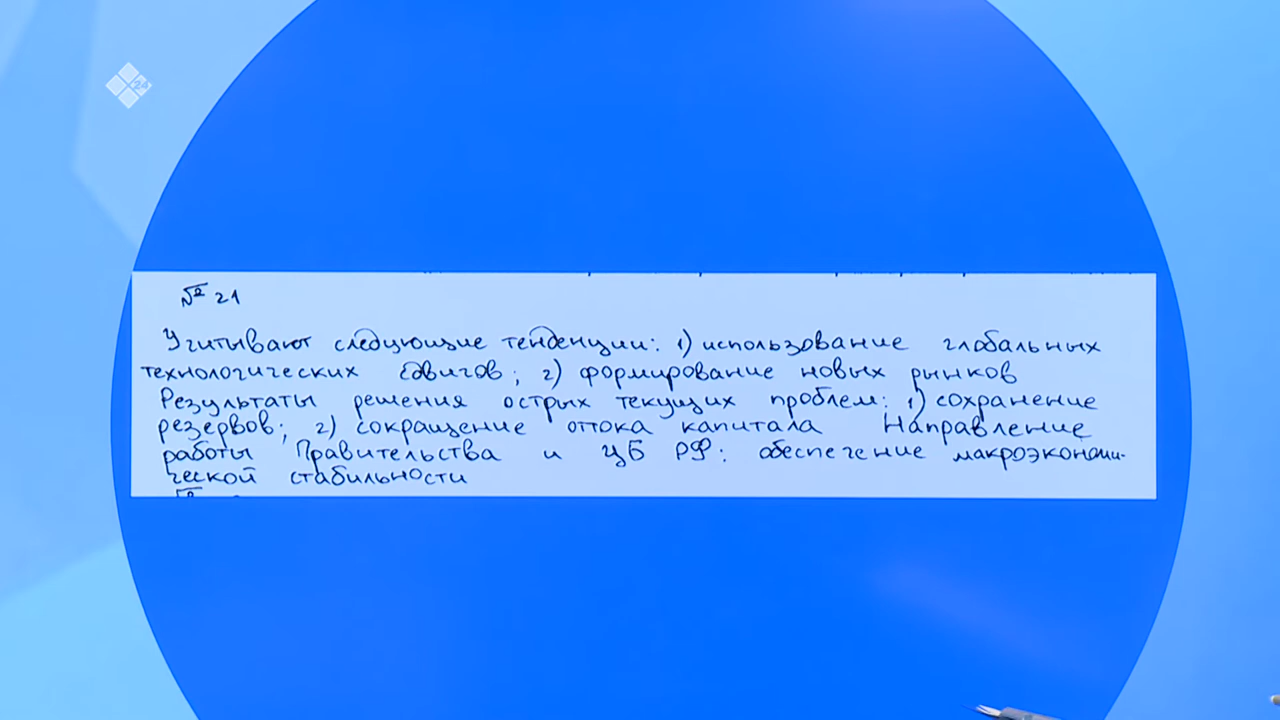 24
№ 21
Учитывают следующие тенденции: 1) использование глобальных
технологических сдвигов; 2) формирование новых рынков
Результаты решения острых текущих проблем: 1) сохранение
резервов; 2) сокращение оттока капитала Направление
работы Правительства и ЦБ РФ: обеспечение макроэкономи-
ческой стабильности